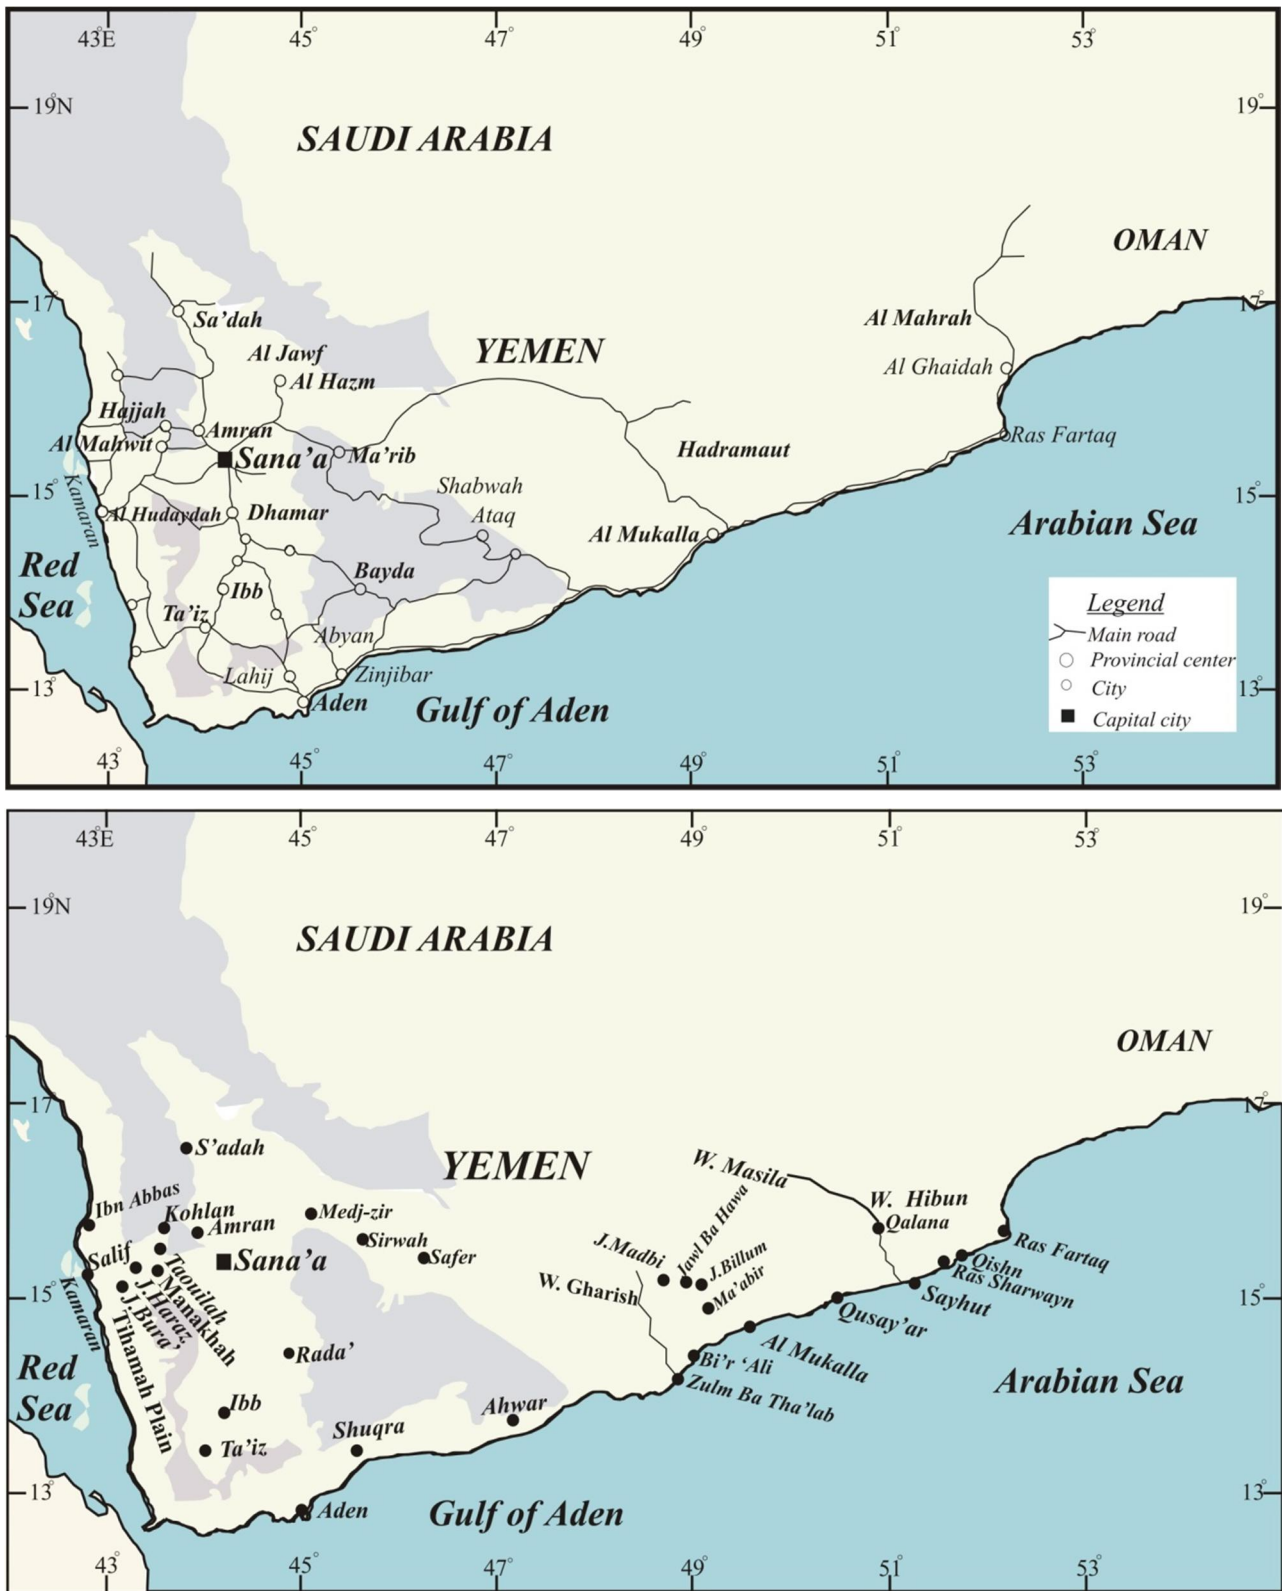 43°E 45° 47° 49° 51° 53°
19°N 19°
SAUDI ARABIA
OMAN
17° 17°
Sa’dah
Al Mahrah
Al Jawf
YEMEN
Al Ghaidah
Al Hazm
Hajjah
Amran
Ras Fartaq
Al Mahwit
Sana’a
Ma’rib
Hadramaut
Shabwah
15° 15°
Kamaran
Al Hudaydah
Dhamar
Ataq
Al Mukalla
Arabian Sea
Red
Sea
Bayda
Ibb
Ta’iz
Abyan
Lahij
Zinjibar
13° 13°
Aden
Gulf of Aden
Legend
Main road
Provincial center
City
Capital city
43° 45° 47° 49° 51° 53°
43°E 45° 47° 49° 51° 53°
19°N 19°
SAUDI ARABIA
OMAN
17° 17°
S’adah
YEMEN
W. Masila
Ibn Abbas
Kohlan
Medj-zir
W. Hibun
Amran
Jawl Ba Hawa
Qalana
Sirwah
Safer
J.Madbi
Ras Fartaq
Salif
Sana’a
J.Billum
Qishn
Taouilah
W. Gharish
Ma’abir
Ras Sharwayn
15° 15°
Kamaran
J.Haraz
Manakhah
Sayhut
J.Bura’
Qusay’ar
Tihamah Plain
Rada’
Al Mukalla
Red
Sea
Bi’r ‘Ali
Zulm Ba Tha’lab
Arabian Sea
Ibb
Ahwar
Shuqra
Ta’iz
13° 13°
Aden
Gulf of Aden
43° 45° 47° 49° 51° 53°